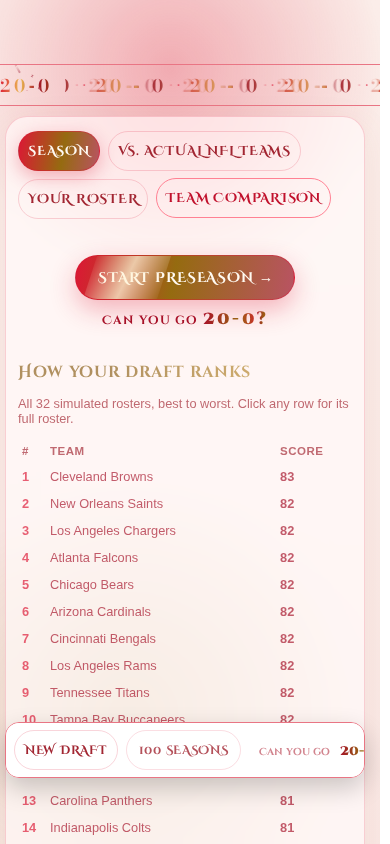 SEASON
VS. ACTUAL NFL TEAMS
YOUR ROSTER
TEAM COMPARISON
START PRESEASON →
CAN YOU GO 20-0?
HOW YOUR DRAFT RANKS
All 32 simulated rosters, best to worst. Click any row for its
full roster.
# TEAM SCORE
1 Cleveland Browns 83
2 New Orleans Saints 82
3 Los Angeles Chargers 82
4 Atlanta Falcons 82
5 Chicago Bears 82
6 Arizona Cardinals 82
7 Cincinnati Bengals 82
8 Los Angeles Rams 82
9 Tennessee Titans 82
10 Tampa Bay Buccaneers 82
NEW DRAFT
100 SEASONS
CAN YOU GO 20-
13 Carolina Panthers 81
14 Indianapolis Colts 81